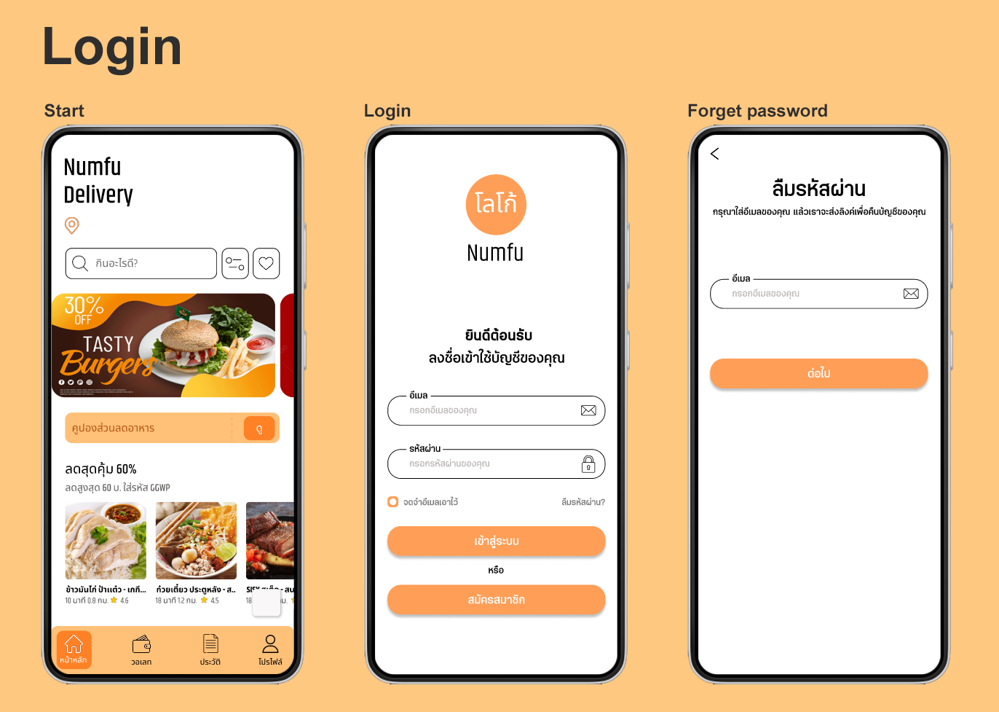 Login
Start
Numfu
Delivery
กินอะไรดี?
30%
OFF
TASTY
Burgers
คูปองส่วนลดอาหาร
ดู
ลดสุดคุ้ม 60%
ลดสูงสุด 60 บ. ใส่รหัส GGWP
ข้าวมันไก่ ป้าแต๋ว - เกกี...
ก๋วยเตี๋ยว ประตูหลัง - ส..
10 นาที 0.8 กม. 4.6
18 นาที 1.2 กม. 4.5
หน้าหลัก
วอเลท
ประวัติ
โปรไฟล์
Login
โลโก้
Numfu
ยินดีต้อนรับ
ลงชื่อเข้าใช้บัญชีของคุณ
อีเมล
กรอกอีเมลของคุณ
รหัสผ่าน
กรอกรหัสผ่านของคุณ
จดจำอีเมลเอาไว้
ลืมรหัสผ่าน?
เข้าสู่ระบบ
หรือ
สมัครสมาชิก
Forget password
ลืมรหัสผ่าน
กรุณาใส่อีเมลของคุณ แล้วเราจะส่งลิงค์เพื่อคืนบัญชีของคุณ
อีเมล
กรอกอีเมลของคุณ
ต่อไป